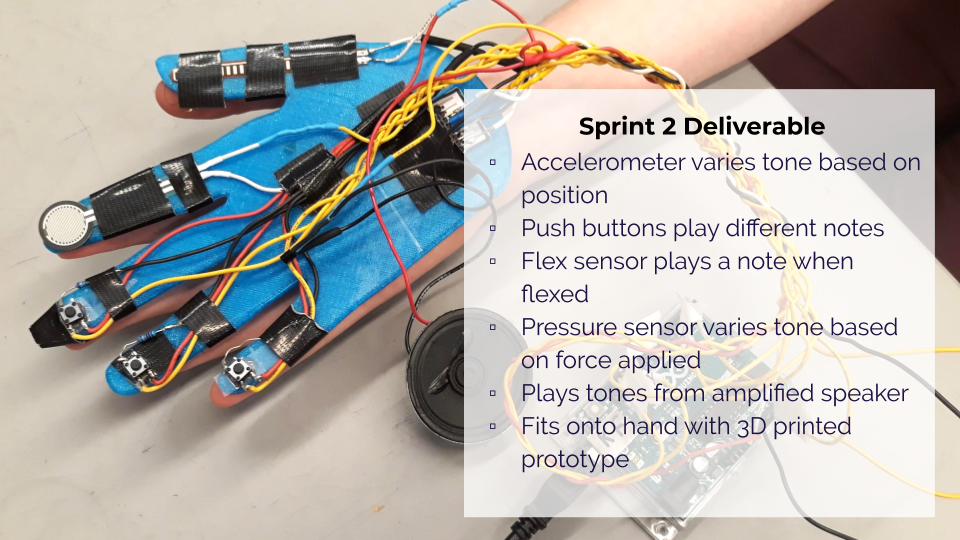 Sprint 2 Deliverable
▫ Accelerometer varies tone based on
position
▫ Push buttons play different notes
▫ Flex sensor plays a note when
flexed
▫ Pressure sensor varies tone based
on force applied
▫ Plays tones from amplified speaker
▫ Fits onto hand with 3D printed
prototype